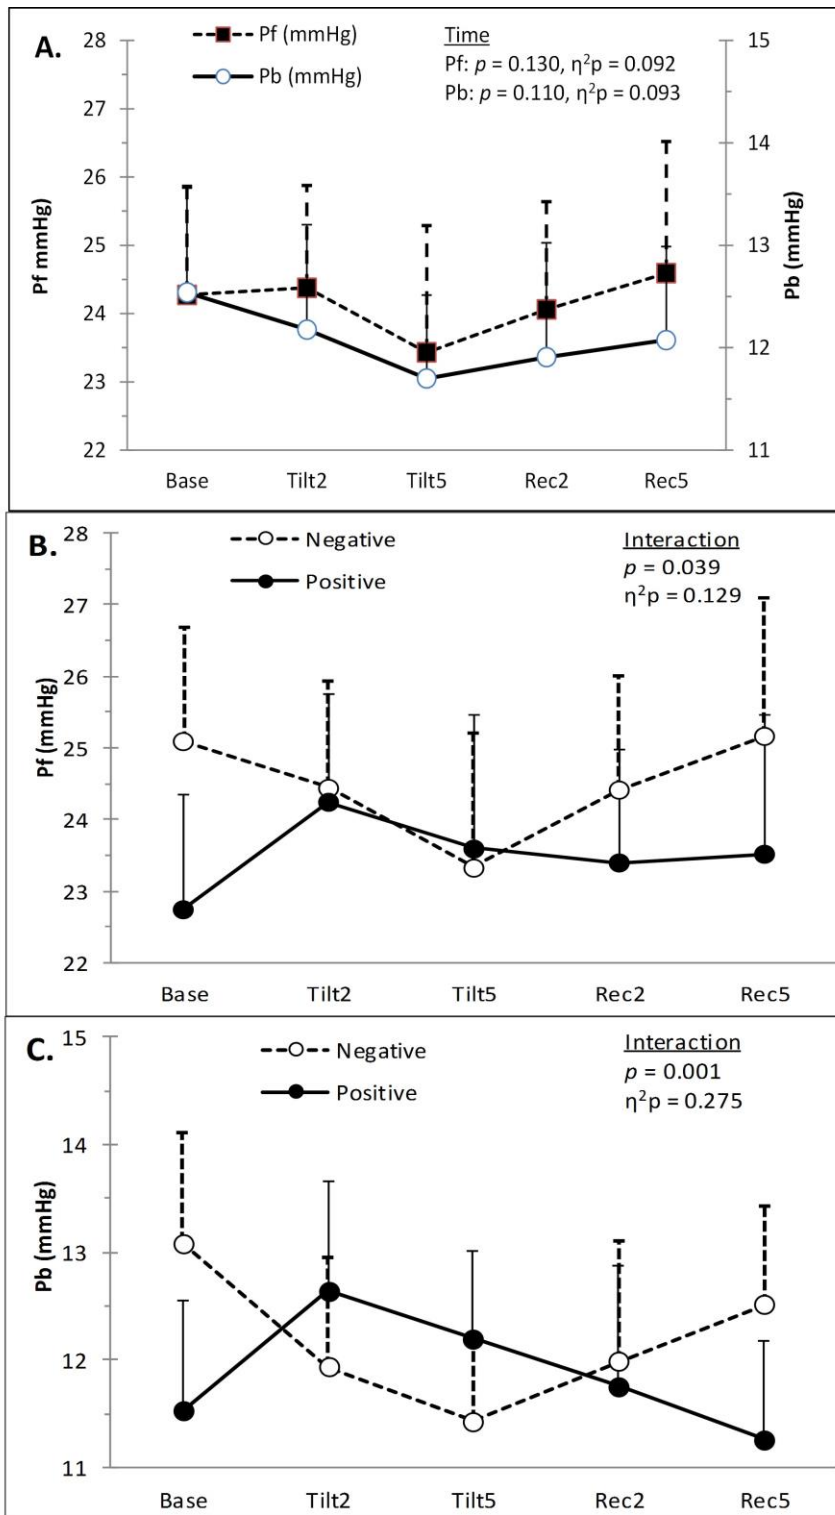 A.
Pf (mmHg)
Pb (mmHg)
Time
Pf: p = 0.130, η²p = 0.092
Pb: p = 0.110, η²p = 0.093
28
27
26
25
24
23
22
Pf mmHg)
15
14
13
12
11
Pb (mmHg)
Base Tilt2 Tilt5 Rec2 Rec5
B.
Negative
Positive
Interaction
p = 0.039
η²p = 0.129
28
27
26
25
24
23
22
Pf (mmHg)
Base Tilt2 Tilt5 Rec2 Rec5
C.
Negative
Positive
Interaction
p = 0.001
η²p = 0.275
15
14
13
12
11
Pb (mmHg)
Base Tilt2 Tilt5 Rec2 Rec5